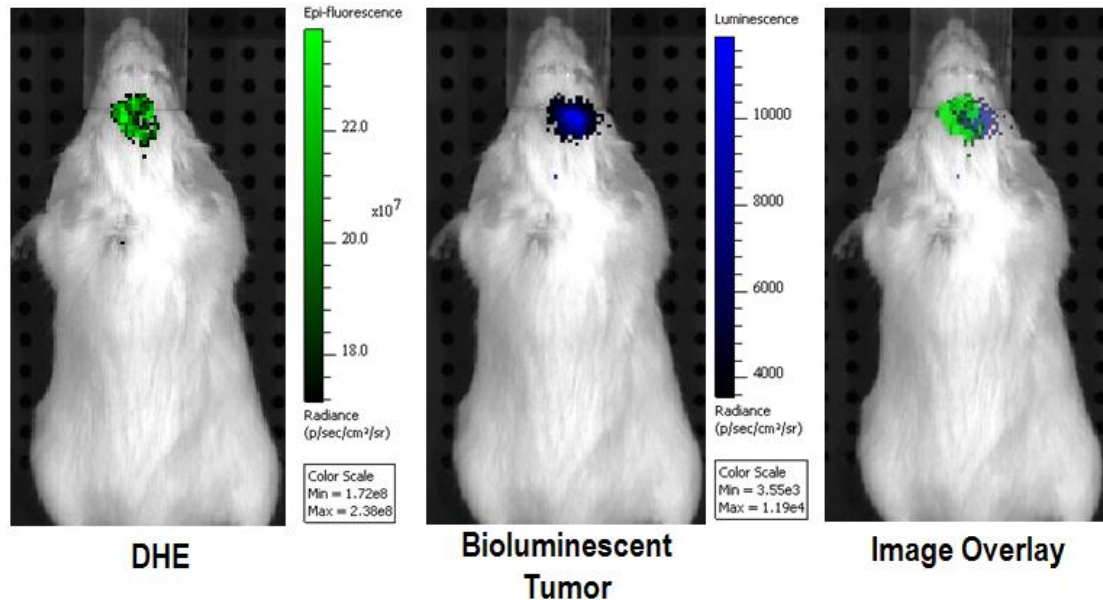 Epi-fluorescence
22.0
x10⁷
20.0
18.0
Radiance
(p/sec/cm²/sr)
Color Scale
Min = 1.72e8
Max = 2.38e8
DHE
Luminescence
10000
8000
6000
4000
Radiance
(p/sec/cm²/sr)
Color Scale
Min = 3.55e3
Max = 1.19e4
Bioluminescent
Tumor
Image Overlay